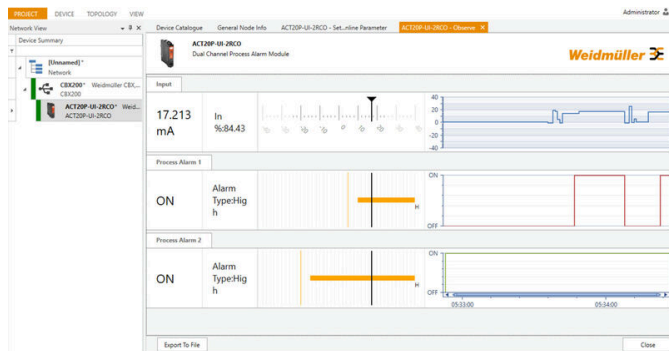 PROJECT DEVICE TOPOLOGY VIEW Administrator
Network View
Device Catalogue General Node Info ACT20P-UI-2RCO - Set...nline Parameter ACT20P-UI-2RCO - Observe X
Device Summary
[Unnamed]*
Network
CBX200* Weidmüller CBX,...
CBX200
ACT20P-UI-2RCO* Weid...
ACT20P-UI-2RCO
ACT20P-UI-2RCO
Dual Channel Process Alarm Module
Weidmüller
Input
17.213
mA
In
%:84.43
40
20
0
-20
-40
Process Alarm 1
ON
Alarm
Type:Hig
h
H
ON
OFF
Process Alarm 2
ON
Alarm
Type:Hig
h
H
ON
OFF
05:33:00 05:34:00
Export To File Close